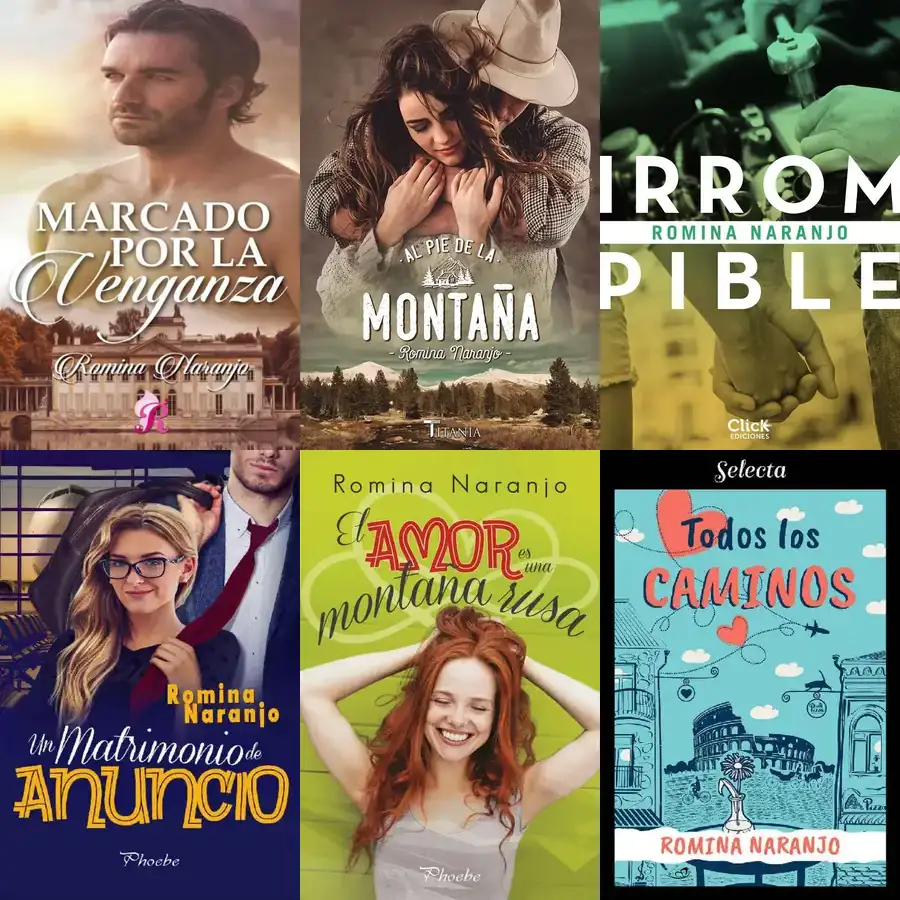 MARCADO
POR LA
Venganza
Romina Naranjo
R
AL PIE DE LA
MONTAÑA
- Romina Naranjo -
TITANIA
IRROM
ROMINA NARANJO
PIBLE
Click
EDICIONES
Romina
Naranjo
Un Matrimonio de
ANUNCIO
Phoebe
Romina Naranjo
El AMOR es una
montaña rusa
Phoebe
Selecta
Todos los
CAMINOS
ROMINA NARANJO